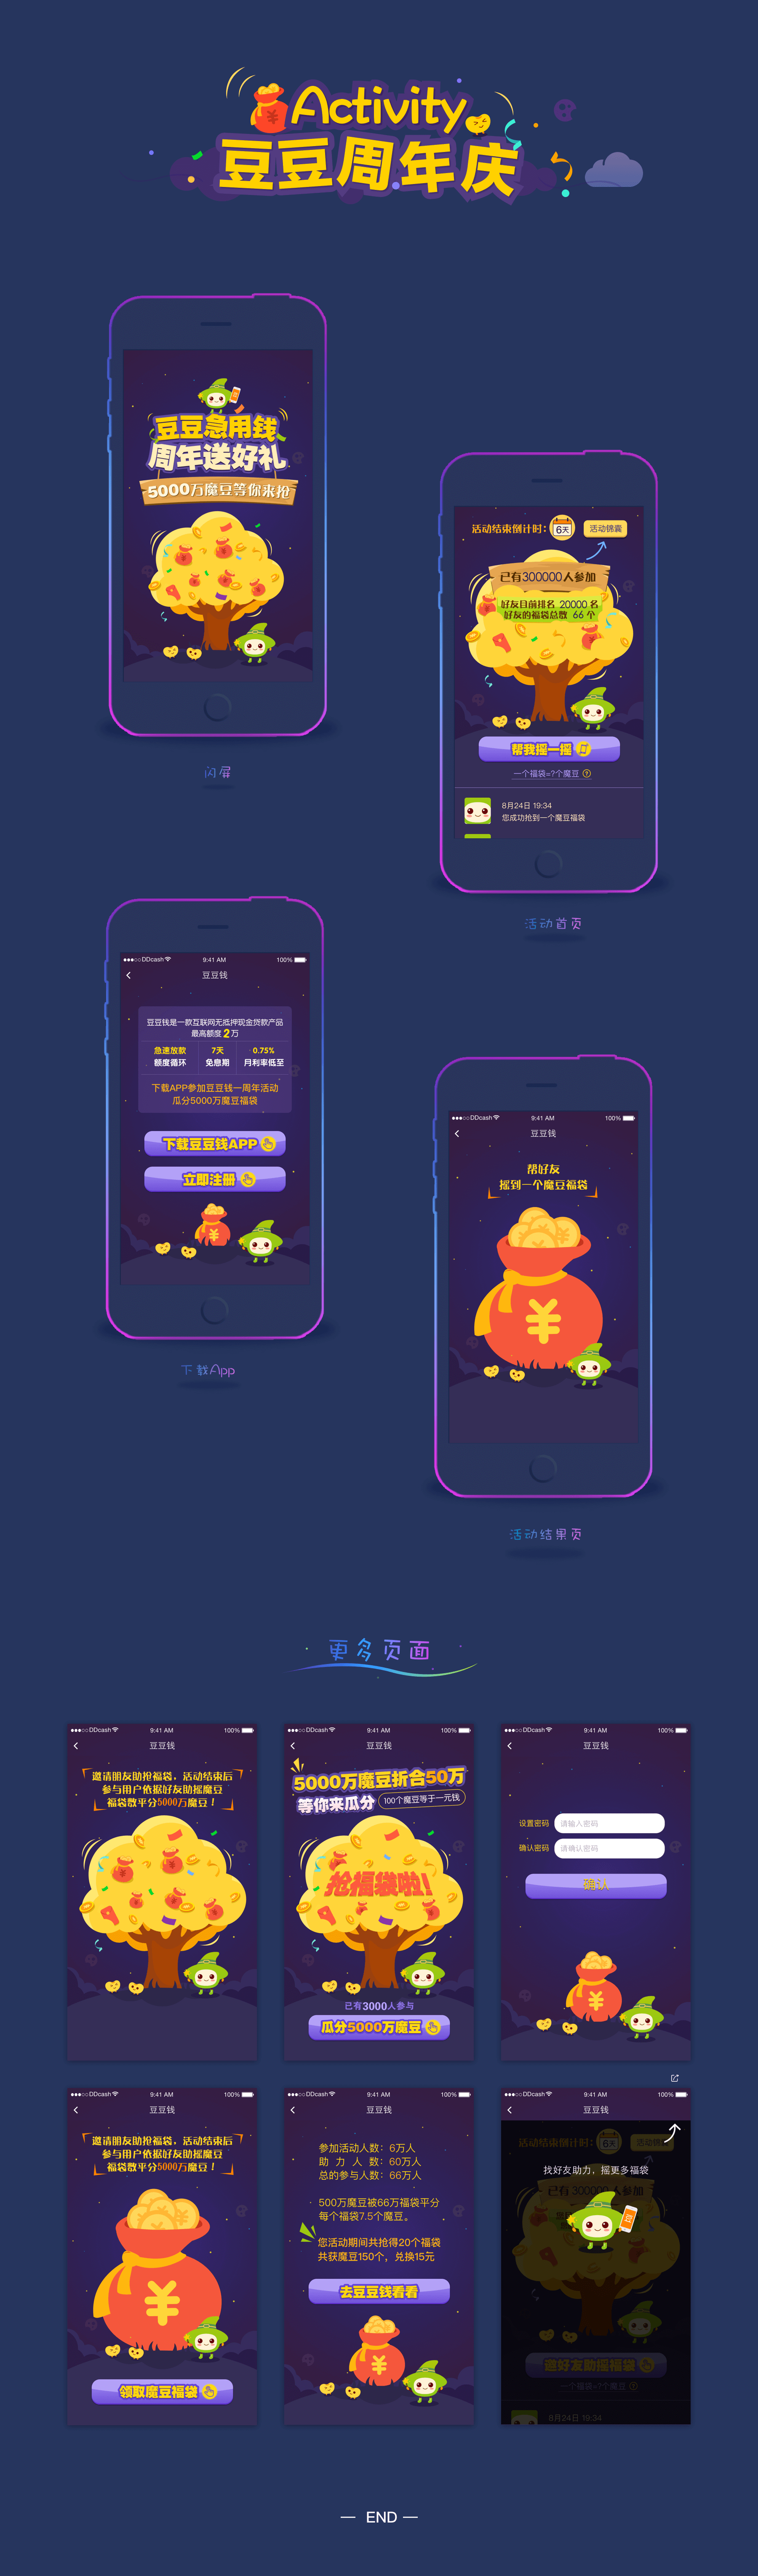 Activity
豆豆周年庆
豆豆急用钱
周年送好礼
5000万魔豆等你来抢
闪屏
活动结束倒计时：
6天
活动锦囊
已有300000人参加
好友目前排名 20000 名
好友的福袋总数 66 个
帮我摇一摇
一个福袋=?个魔豆
8月24日 19:34
您成功抢到一个魔豆福袋
活动首页
DDcash 9:41 AM 100%
豆豆钱
豆豆钱是一款互联网无抵押现金贷款产品
最高额度 2 万
急速放款 7天 0.75%
额度循环 免息期 月利率低至
下载APP参加豆豆钱一周年活动
瓜分5000万魔豆福袋
下载豆豆钱APP
立即注册
下载App
DDcash 9:41 AM 100%
豆豆钱
帮好友
摇到一个魔豆福袋
¥
活动结果页
更多页面
DDcash 9:41 AM 100%
豆豆钱
邀请朋友助抢福袋，活动结束后
参与用户依据好友助摇魔豆
福袋数平分5000万魔豆！
DDcash 9:41 AM 100%
豆豆钱
5000万魔豆折合50万
等你来瓜分 100个魔豆等于一元钱
抢福袋啦!
已有3000人参与
瓜分5000万魔豆
DDcash 9:41 AM 100%
豆豆钱
设置密码 请输入密码
确认密码 请确认密码
确认
¥
DDcash 9:41 AM 100%
豆豆钱
邀请朋友助抢福袋，活动结束后
参与用户依据好友助摇魔豆
福袋数平分5000万魔豆！
¥
领取魔豆福袋
DDcash 9:41 AM 100%
豆豆钱
参加活动人数：6万人
助 力 人 数：60万人
总的参与人数：66万人
500万魔豆被66万福袋平分
每个福袋7.5个魔豆。
您活动期间共抢得20个福袋
共获魔豆150个，兑换15元
去豆豆钱看看
¥
DDcash 9:41 AM 100%
豆豆钱
活动结束倒计时：
6天
活动锦囊
找好友助力，摇更多福袋
已有 300000 人参加
邀好友助摇福袋
一个福袋=?个魔豆
8月24日 19:34
— END —